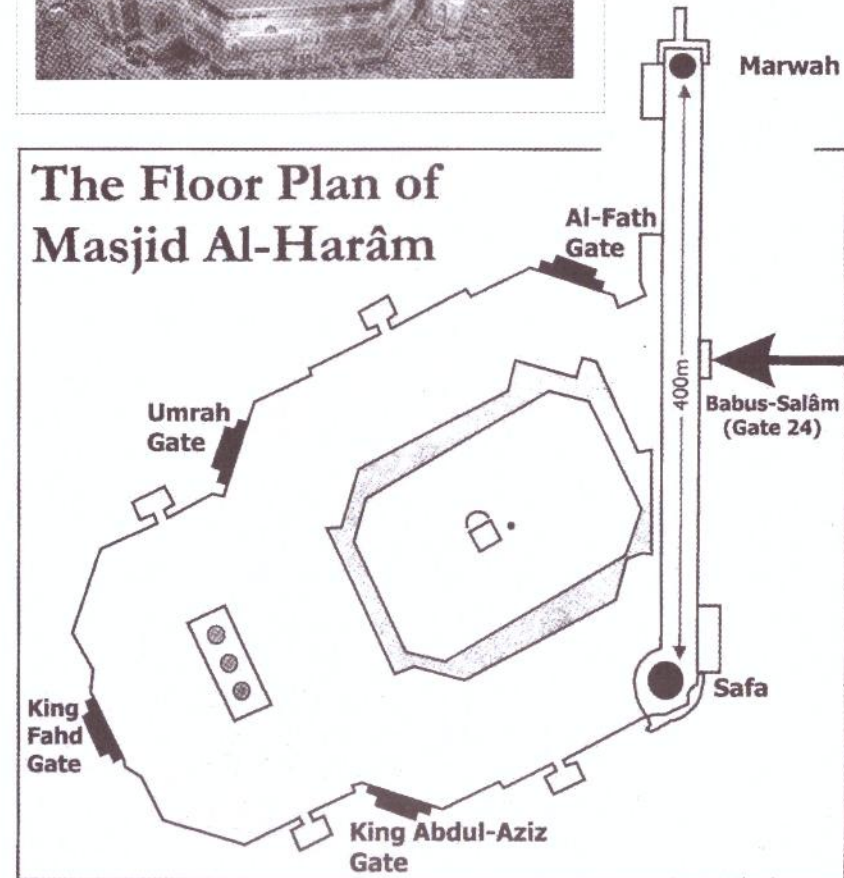 Marwah
The Floor Plan of
Masjid Al-Harâm
Al-Fath
Gate
400m
Babus-Salâm
(Gate 24)
Umrah
Gate
Safa
King
Fahd
Gate
King Abdul-Aziz
Gate